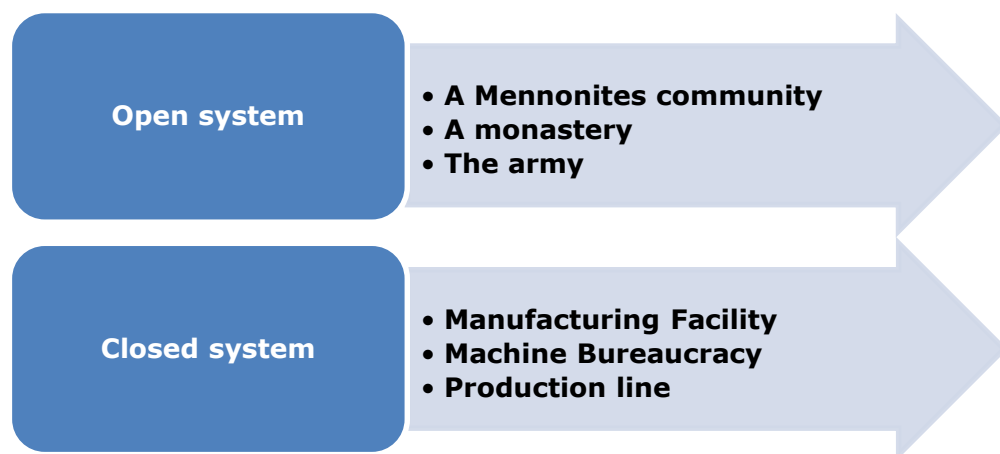 Open system
• A Mennonites community
• A monastery
• The army
Closed system
• Manufacturing Facility
• Machine Bureaucracy
• Production line